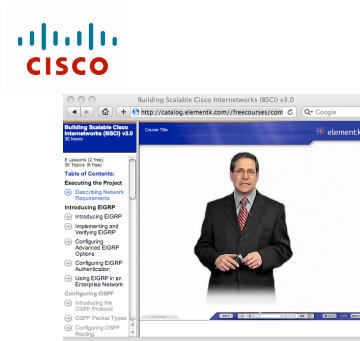 CISCO
Building Scalable Cisco Internetworks (BSCI) v3.0
http://catalog.elementk.com//freecourses/con
Google
Building Scalable Cisco
Internetworks (BSCI) v3.0
30 hours
Course Title
element k
8 Lessons (2 free)
35 Topics (6 free)
Table of Contents:
Executing the Project
Describing Network
Requirements
Introducing EIGRP
Introducing EIGRP
Implementing and
Verifying EIGRP
Configuring
Advanced EIGRP
Options
Configuring EIGRP
Authentication
Using EIGRP in an
Enterprise Network
Configuring OSPF
Introducing the
OSPF Protocol
OSPF Packet Types
Configuring OSPF
Routing